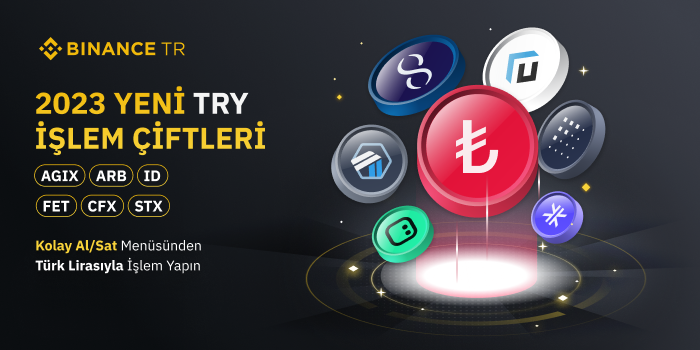 BINANCE TR
2023 YENİ TRY
İŞLEM ÇİFTLERİ
AGIX ARB ID
FET CFX STX
Kolay Al/Sat Menüsünden
Türk Lirasıyla İşlem Yapın
₺